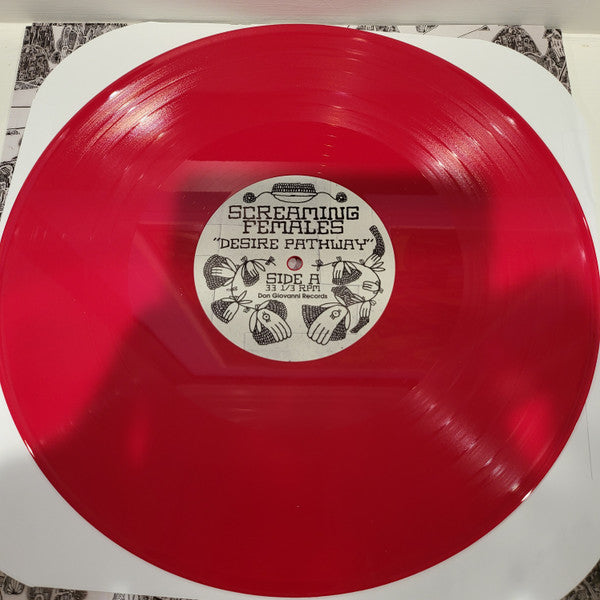 SCREAMING
FEMALES
"DESIRE PATHWAY"
SIDE A
33 1/3 RPM
Don Giovanni Records